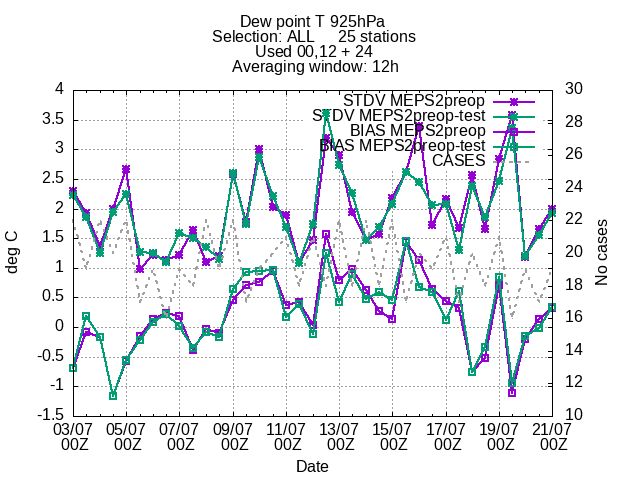 Dew point T 925hPa
Selection: ALL 25 stations
Used 00,12 + 24
Averaging window: 12h
STDV MEPS2preop
STDV MEPS2preop-test
BIAS MEPS2preop
BIAS MEPS2preop-test
CASES
deg C
4
3.5
3
2.5
2
1.5
1
0.5
0
-0.5
-1
-1.5
No cases
30
28
26
24
22
20
18
16
14
12
10
03/07 05/07 07/07 09/07 11/07 13/07 15/07 17/07 19/07 21/07
00Z 00Z 00Z 00Z 00Z 00Z 00Z 00Z 00Z 00Z
Date